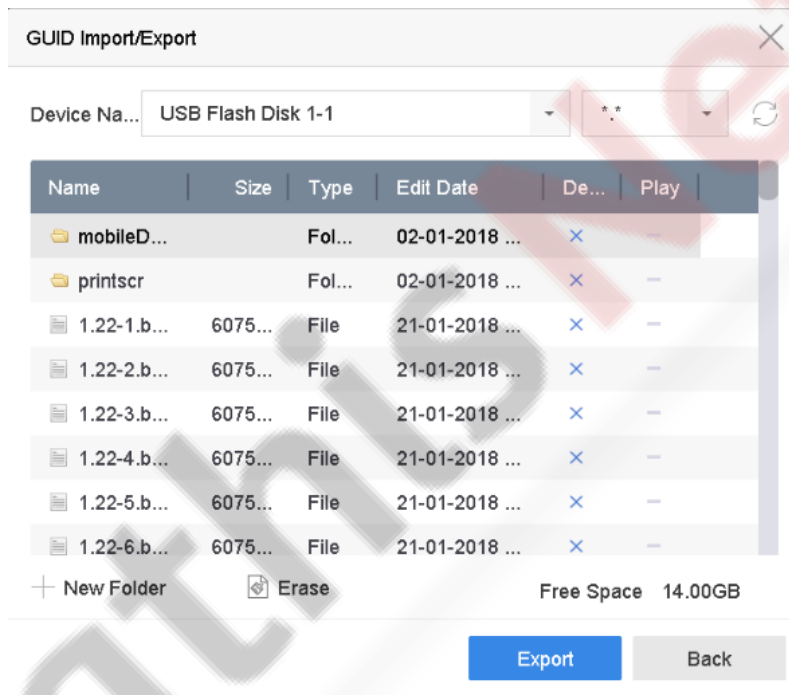 GUID Import/Export
Device Na... USB Flash Disk 1-1 *.*
Name Size Type Edit Date De... Play
mobileD... Fol... 02-01-2018 ... ×
printscr Fol... 02-01-2018 ... ×
1.22-1.b... 6075... File 21-01-2018 ... ×
1.22-2.b... 6075... File 21-01-2018 ... ×
1.22-3.b... 6075... File 21-01-2018 ... ×
1.22-4.b... 6075... File 21-01-2018 ... ×
1.22-5.b... 6075... File 21-01-2018 ... ×
1.22-6.b... 6075... File 21-01-2018 ... ×
New Folder Erase Free Space 14.00GB
Export Back